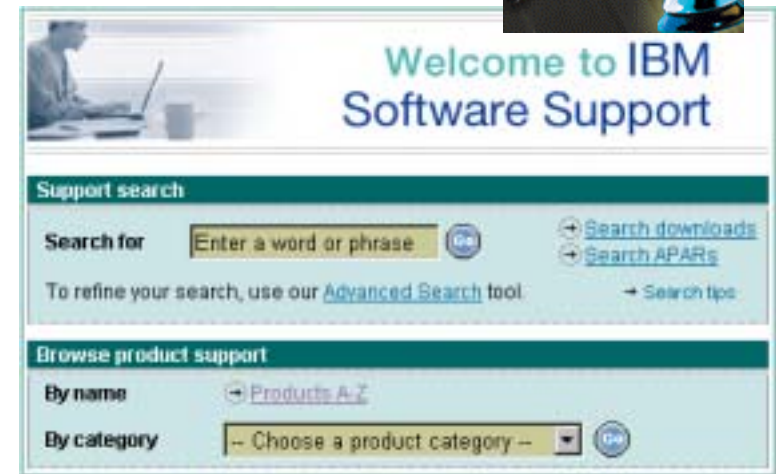 Welcome to IBM
Software Support
Support search
Search for Enter a word or phrase Go Search downloads
Search APARs
To refine your search, use our Advanced Search tool. Search tips
Browse product support
By name Products A-Z
By category -- Choose a product category -- Go